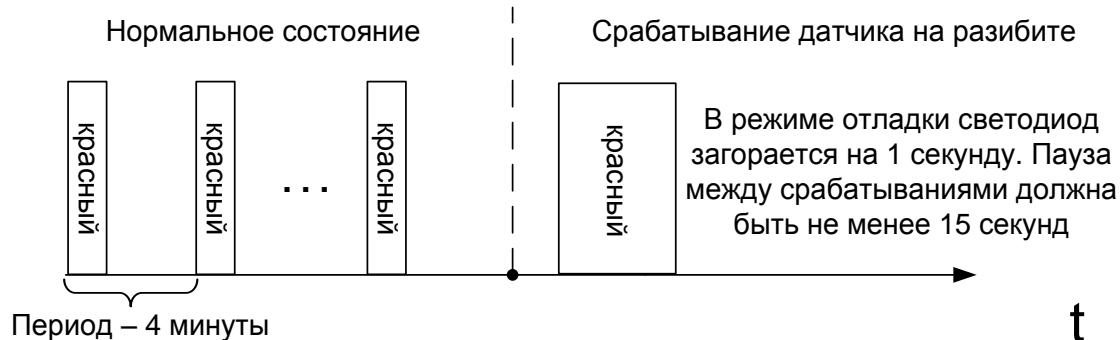 Нормальное состояние
Срабатывание датчика на разибите
красный
красный
. . .
красный
красный
В режиме отладки светодиод
загорается на 1 секунду. Пауза
между срабатываниями должна
быть не менее 15 секунд
Период – 4 минуты
t